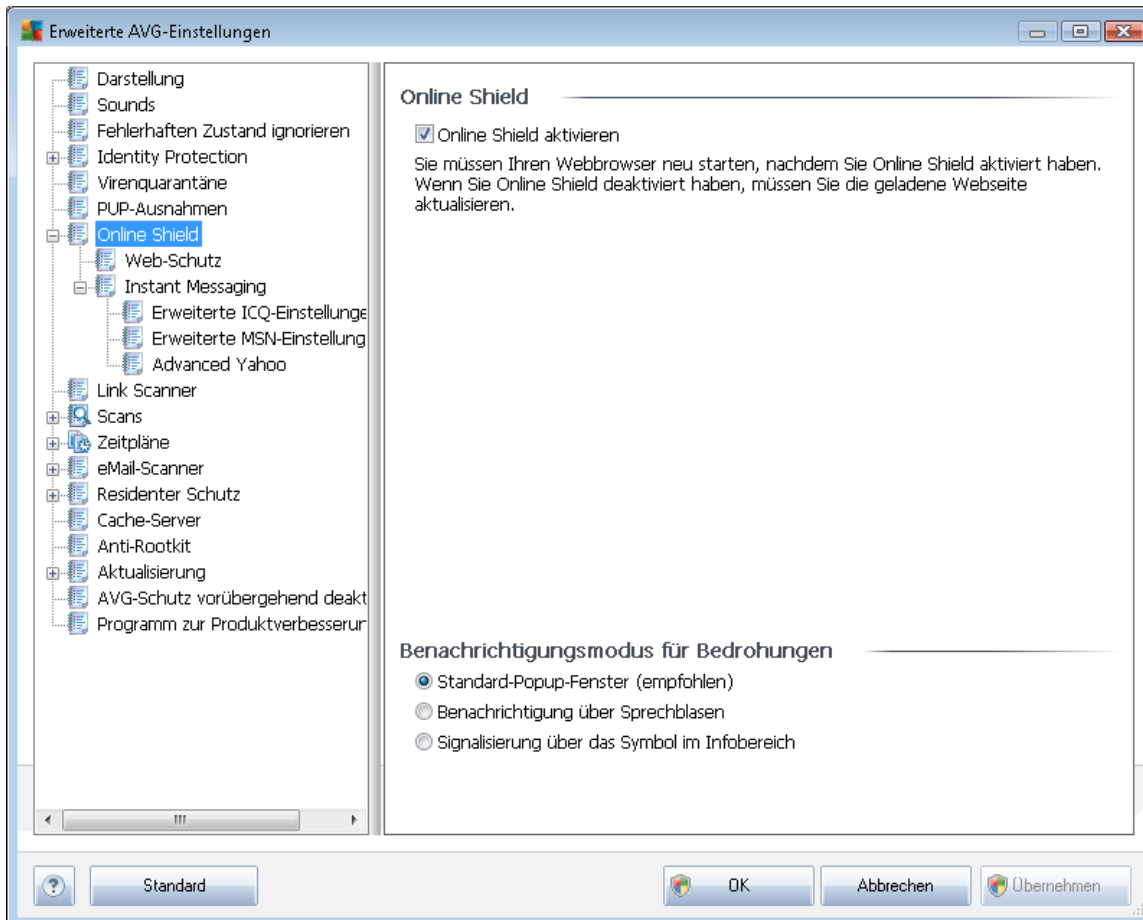 Erweiterte AVG-Einstellungen
Darstellung
Sounds
Fehlerhaften Zustand ignorieren
Identity Protection
Virenquarantäne
PUP-Ausnahmen
Online Shield
Web-Schutz
Instant Messaging
Erweiterte ICQ-Einstellunge
Erweiterte MSN-Einstellung
Advanced Yahoo
Link Scanner
Scans
Zeitpläne
eMail-Scanner
Residenter Schutz
Cache-Server
Anti-Rootkit
Aktualisierung
AVG-Schutz vorübergehend deakt
Programm zur Produktverbesserur
Online Shield
Online Shield aktivieren
Sie müssen Ihren Webbrowser neu starten, nachdem Sie Online Shield aktiviert haben.
Wenn Sie Online Shield deaktiviert haben, müssen Sie die geladene Webseite
aktualisieren.
Benachrichtigungsmodus für Bedrohungen
Standard-Popup-Fenster (empfohlen)
Benachrichtigung über Sprechblasen
Signalisierung über das Symbol im Infobereich
?
Standard
OK
Abbrechen
Übernehmen